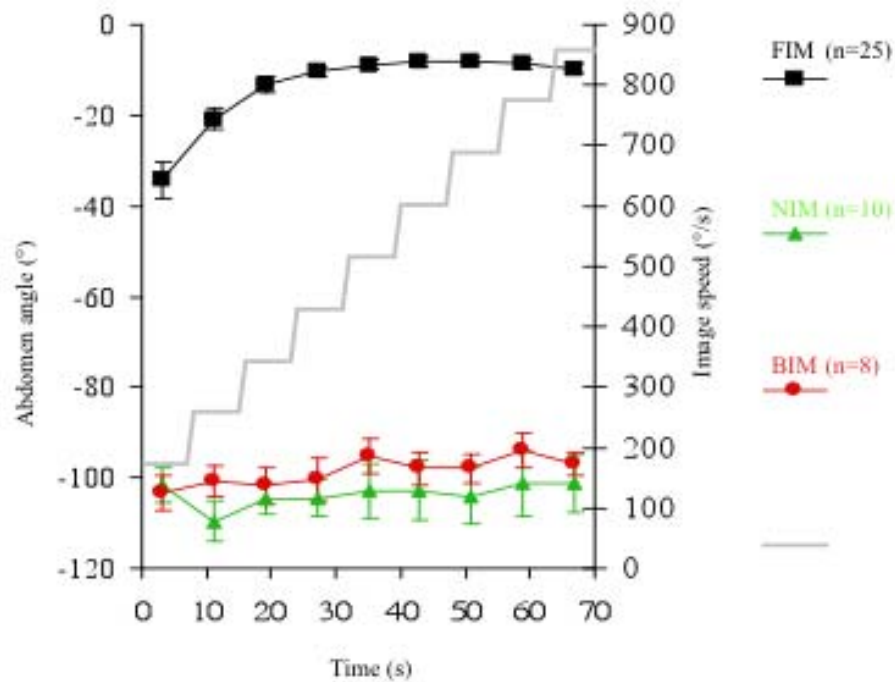 0
-20
-40
-60
-80
-100
-120
Abdomen angle (°)
0 10 20 30 40 50 60 70
Time (s)
900
800
700
600
500
400
300
200
100
0
Image speed (°/s)
FIM (n=25)
NIM (n=10)
BIM (n=8)